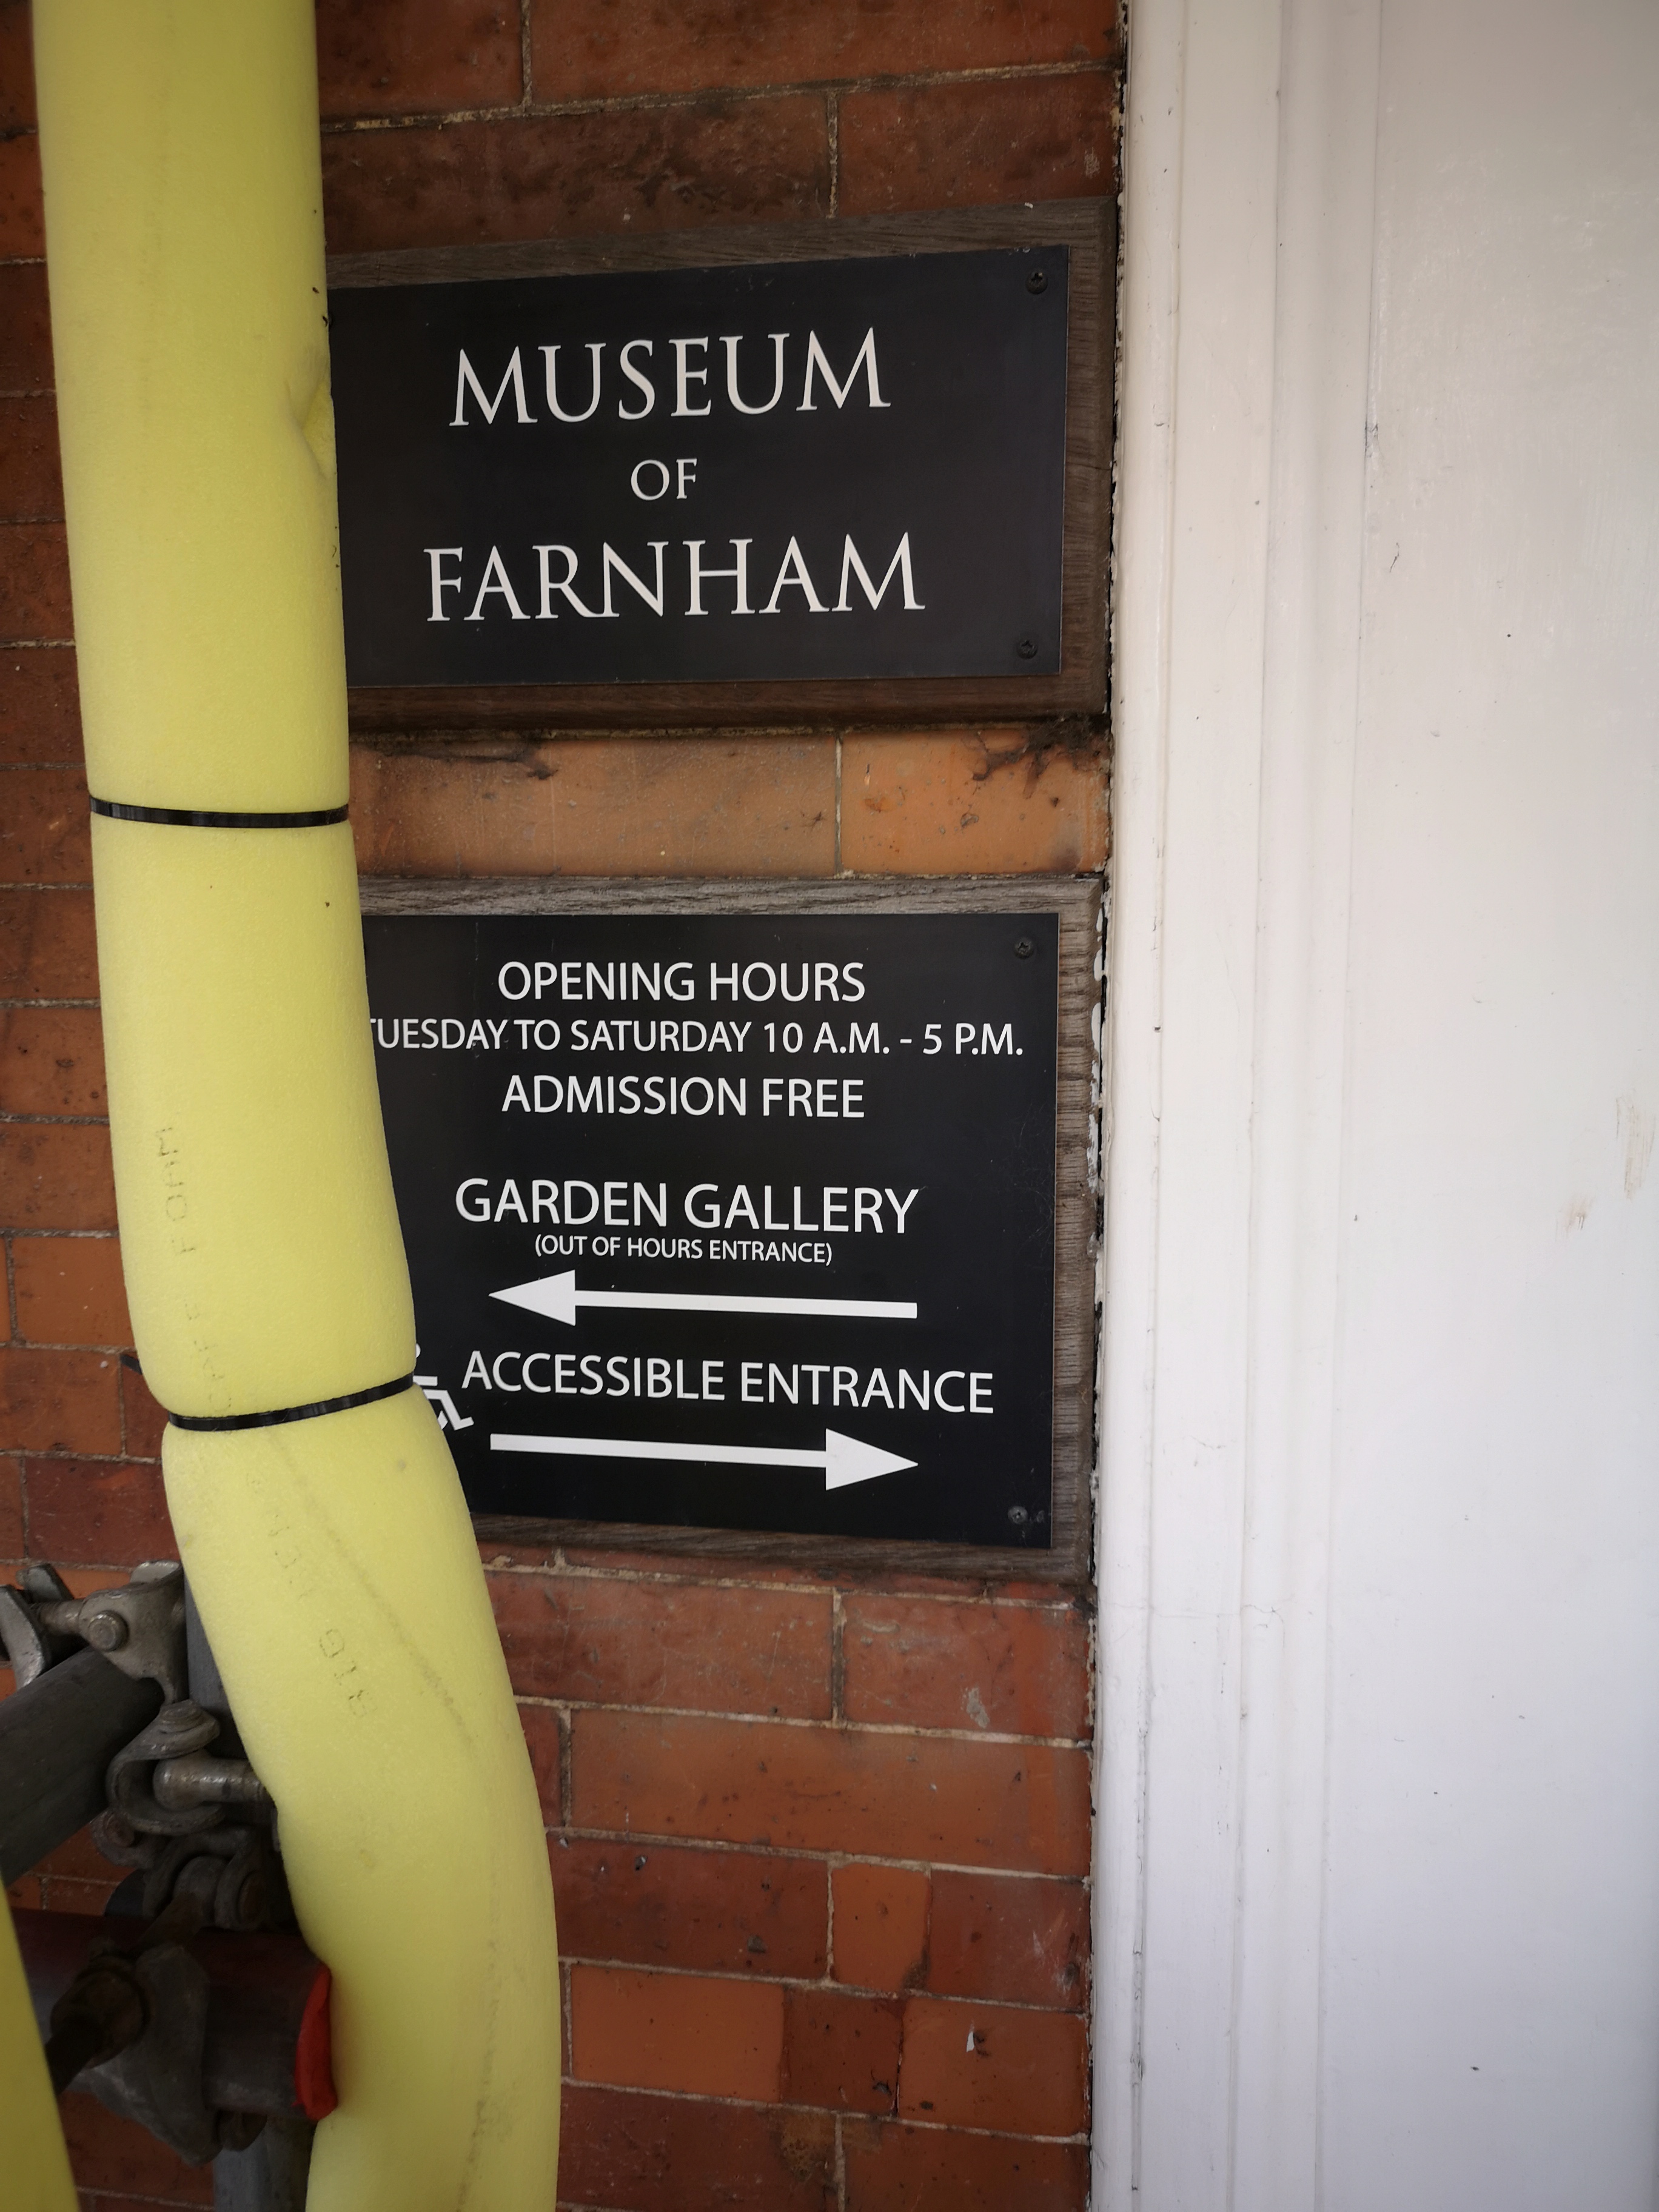 MUSEUM
OF
FARNHAM
OPENING HOURS
TUESDAY TO SATURDAY 10 A.M. - 5 P.M.
ADMISSION FREE
GARDEN GALLERY
(OUT OF HOURS ENTRANCE)
ACCESSIBLE ENTRANCE